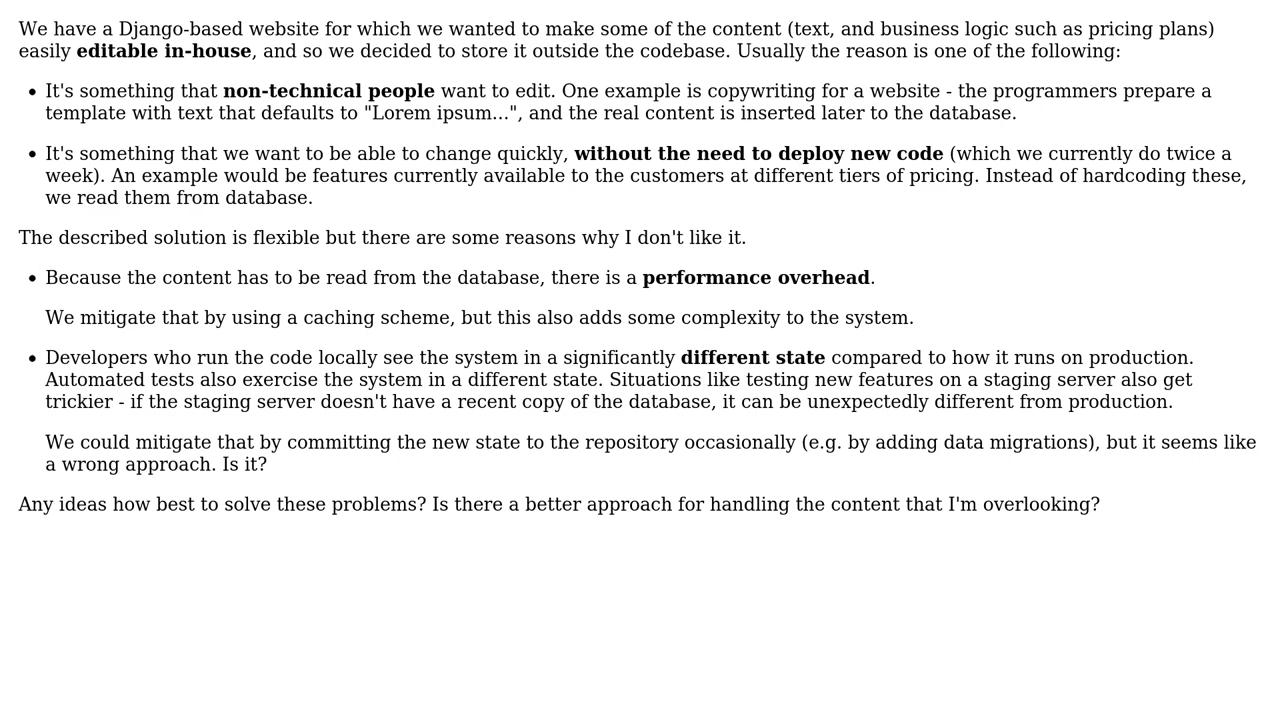 We have a Django-based website for which we wanted to make some of the content (text, and business logic such as pricing plans)
easily editable in-house, and so we decided to store it outside the codebase. Usually the reason is one of the following:
• It's something that non-technical people want to edit. One example is copywriting for a website - the programmers prepare a
template with text that defaults to "Lorem ipsum...", and the real content is inserted later to the database.
• It's something that we want to be able to change quickly, without the need to deploy new code (which we currently do twice a
week). An example would be features currently available to the customers at different tiers of pricing. Instead of hardcoding these,
we read them from database.
The described solution is flexible but there are some reasons why I don't like it.
• Because the content has to be read from the database, there is a performance overhead.
We mitigate that by using a caching scheme, but this also adds some complexity to the system.
• Developers who run the code locally see the system in a significantly different state compared to how it runs on production.
Automated tests also exercise the system in a different state. Situations like testing new features on a staging server also get
trickier - if the staging server doesn't have a recent copy of the database, it can be unexpectedly different from production.
We could mitigate that by committing the new state to the repository occasionally (e.g. by adding data migrations), but it seems like
a wrong approach. Is it?
Any ideas how best to solve these problems? Is there a better approach for handling the content that I'm overlooking?